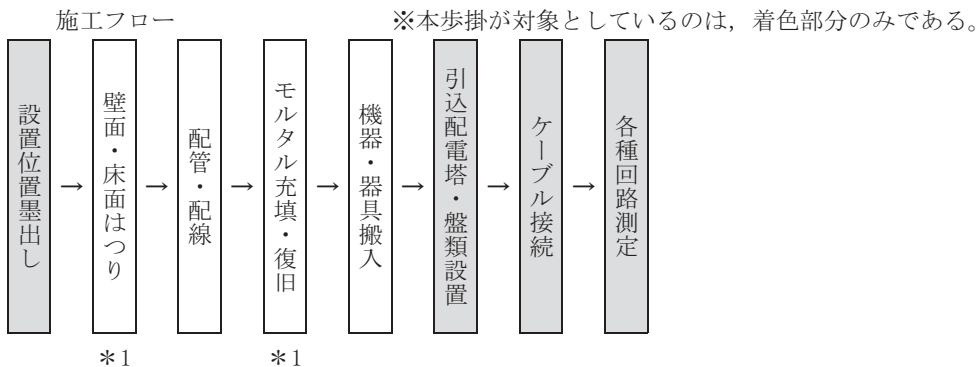 施工フロー
※本歩掛が対象としているのは，着色部分のみである。
設置位置墨出し
→
壁面・床面はつり
→
配管・配線
→
モルタル充填・復旧
→
機器・器具搬入
→
引込配電塔・盤類設置
→
ケーブル接続
→
各種回路測定
＊1
＊1